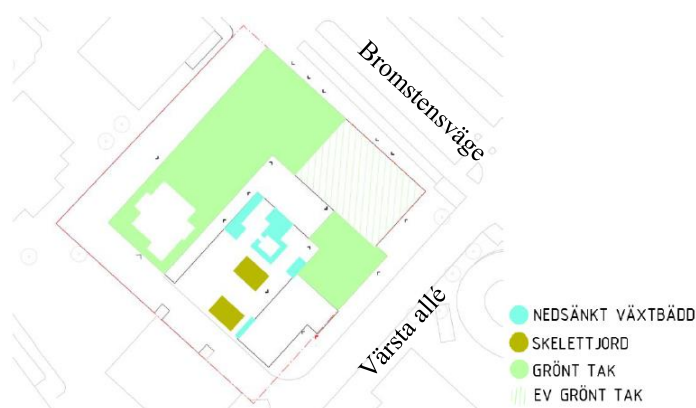 Bromstensväge
Värsta allé
NEDSÄNKT VÄXTBÄDD
SKELETTJORD
GRÖNT TAK
EV GRÖNT TAK